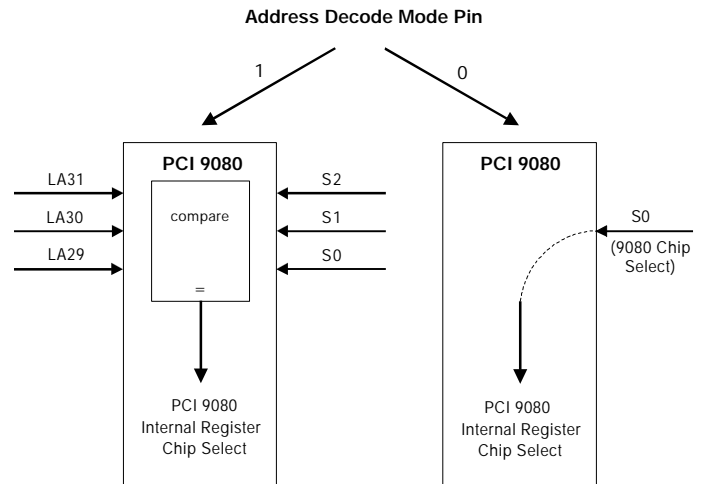 Address Decode Mode Pin
1
0
PCI 9080
LA31
LA30
LA29
compare
=
S2
S1
S0
PCI 9080
Internal Register
Chip Select
PCI 9080
S0
(9080 Chip
Select)
PCI 9080
Internal Register
Chip Select